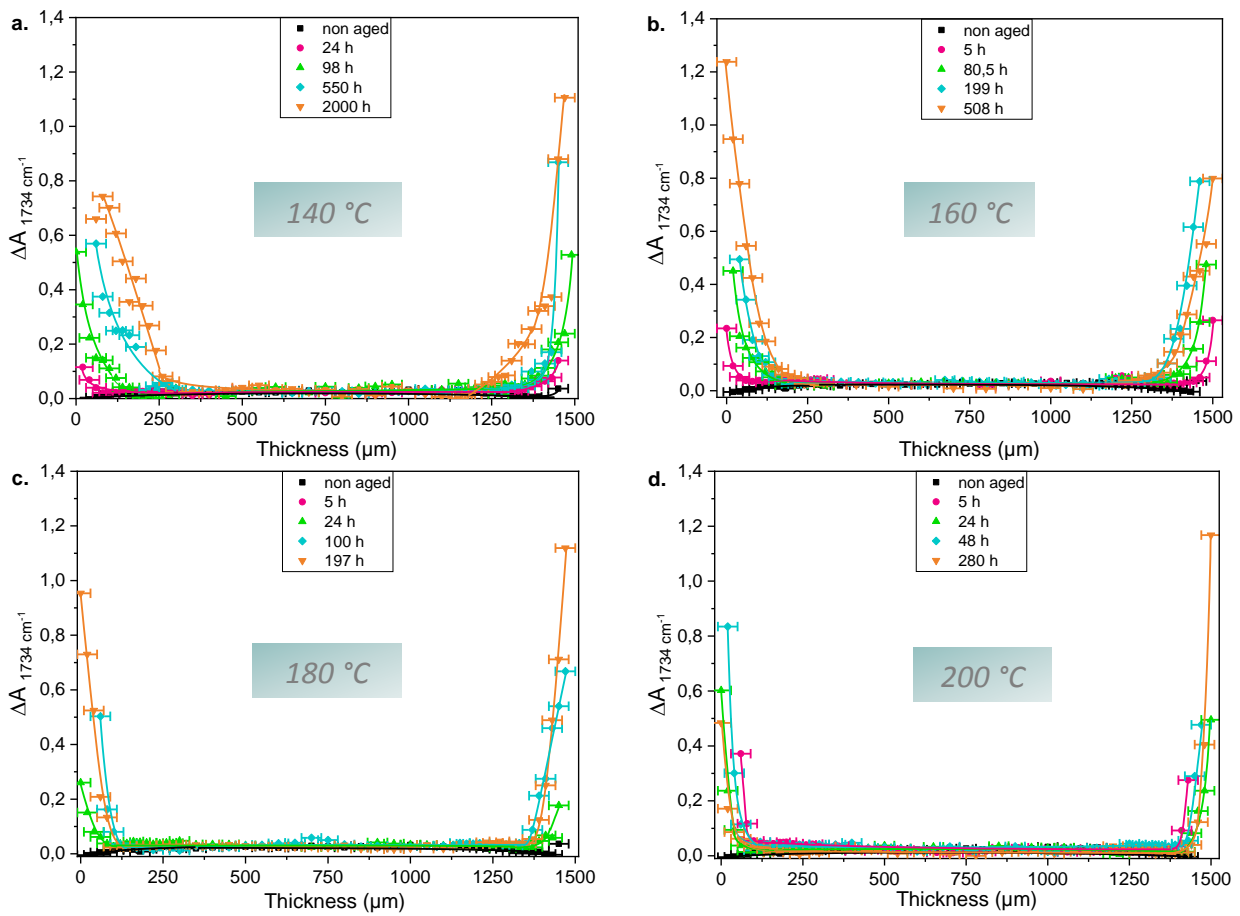 a.
1,4
1,2
1,0
0,8
0,6
0,4
0,2
0,0
ΔA 1734 cm-1
non aged
24 h
98 h
550 h
2000 h
140 °C
0 250 500 750 1000 1250 1500
Thickness (µm)
b.
1,4
1,2
1,0
0,8
0,6
0,4
0,2
0,0
ΔA 1734 cm-1
non aged
5 h
80,5 h
199 h
508 h
160 °C
0 250 500 750 1000 1250 1500
Thickness (µm)
c.
1,4
1,2
1,0
0,8
0,6
0,4
0,2
0,0
ΔA 1734 cm-1
non aged
5 h
24 h
100 h
197 h
180 °C
0 250 500 750 1000 1250 1500
Thickness (µm)
d.
1,4
1,2
1,0
0,8
0,6
0,4
0,2
0,0
ΔA 1734 cm-1
non aged
5 h
24 h
48 h
280 h
200 °C
0 250 500 750 1000 1250 1500
Thickness (µm)